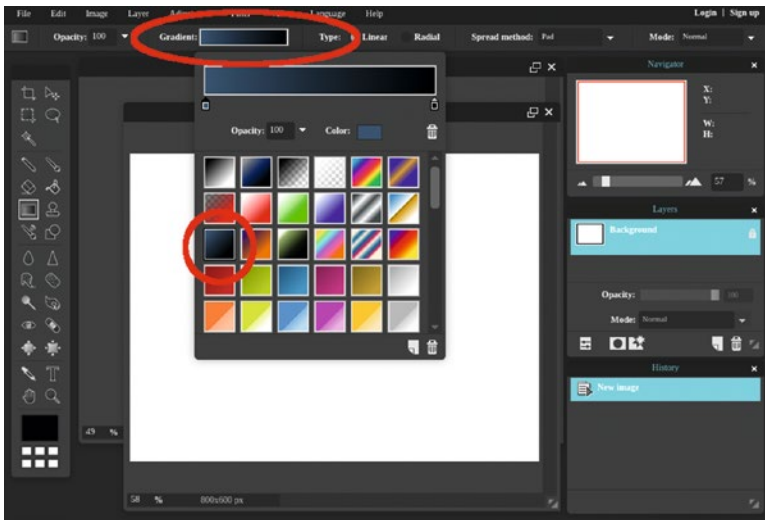 File Edit Image Layer Language Help Login | Sign up
Opacity: 100 Gradient: Type: Linear Radial Spread method: Pad Mode: Normal
Navigator
X:
Y:
W:
H:
57 %
Opacity: 100 Color:
Layers
Background
Opacity: 100
Mode: Normal
History
New image
49 %
58 % 800x600 px